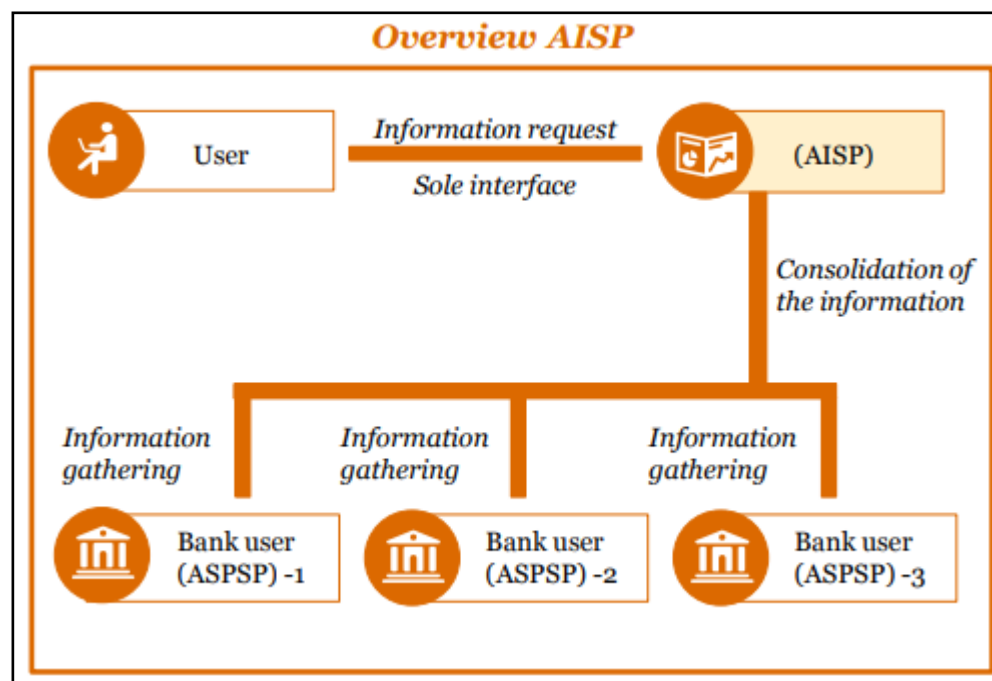 Overview AISP
User
Information request
Sole interface
(AISP)
Consolidation of
the information
Information
gathering
Information
gathering
Information
gathering
Bank user
(ASPSP) -1
Bank user
(ASPSP) -2
Bank user
(ASPSP) -3